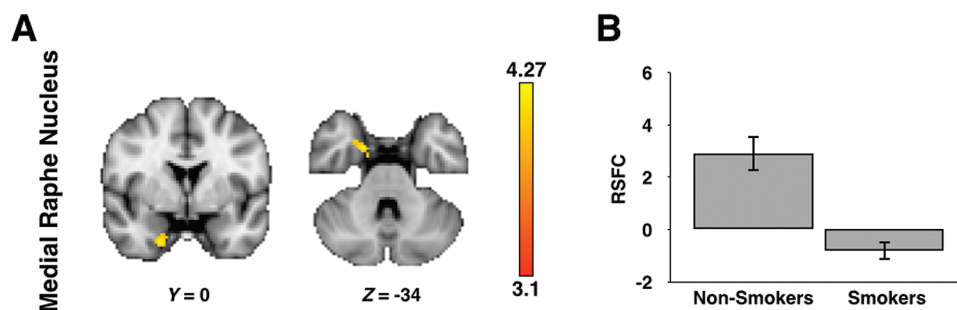 A
Medial Raphe Nucleus
Y = 0
Z = -34
4.27
3.1
B
RSFC
6
4
2
0
-2
Non-Smokers
Smokers